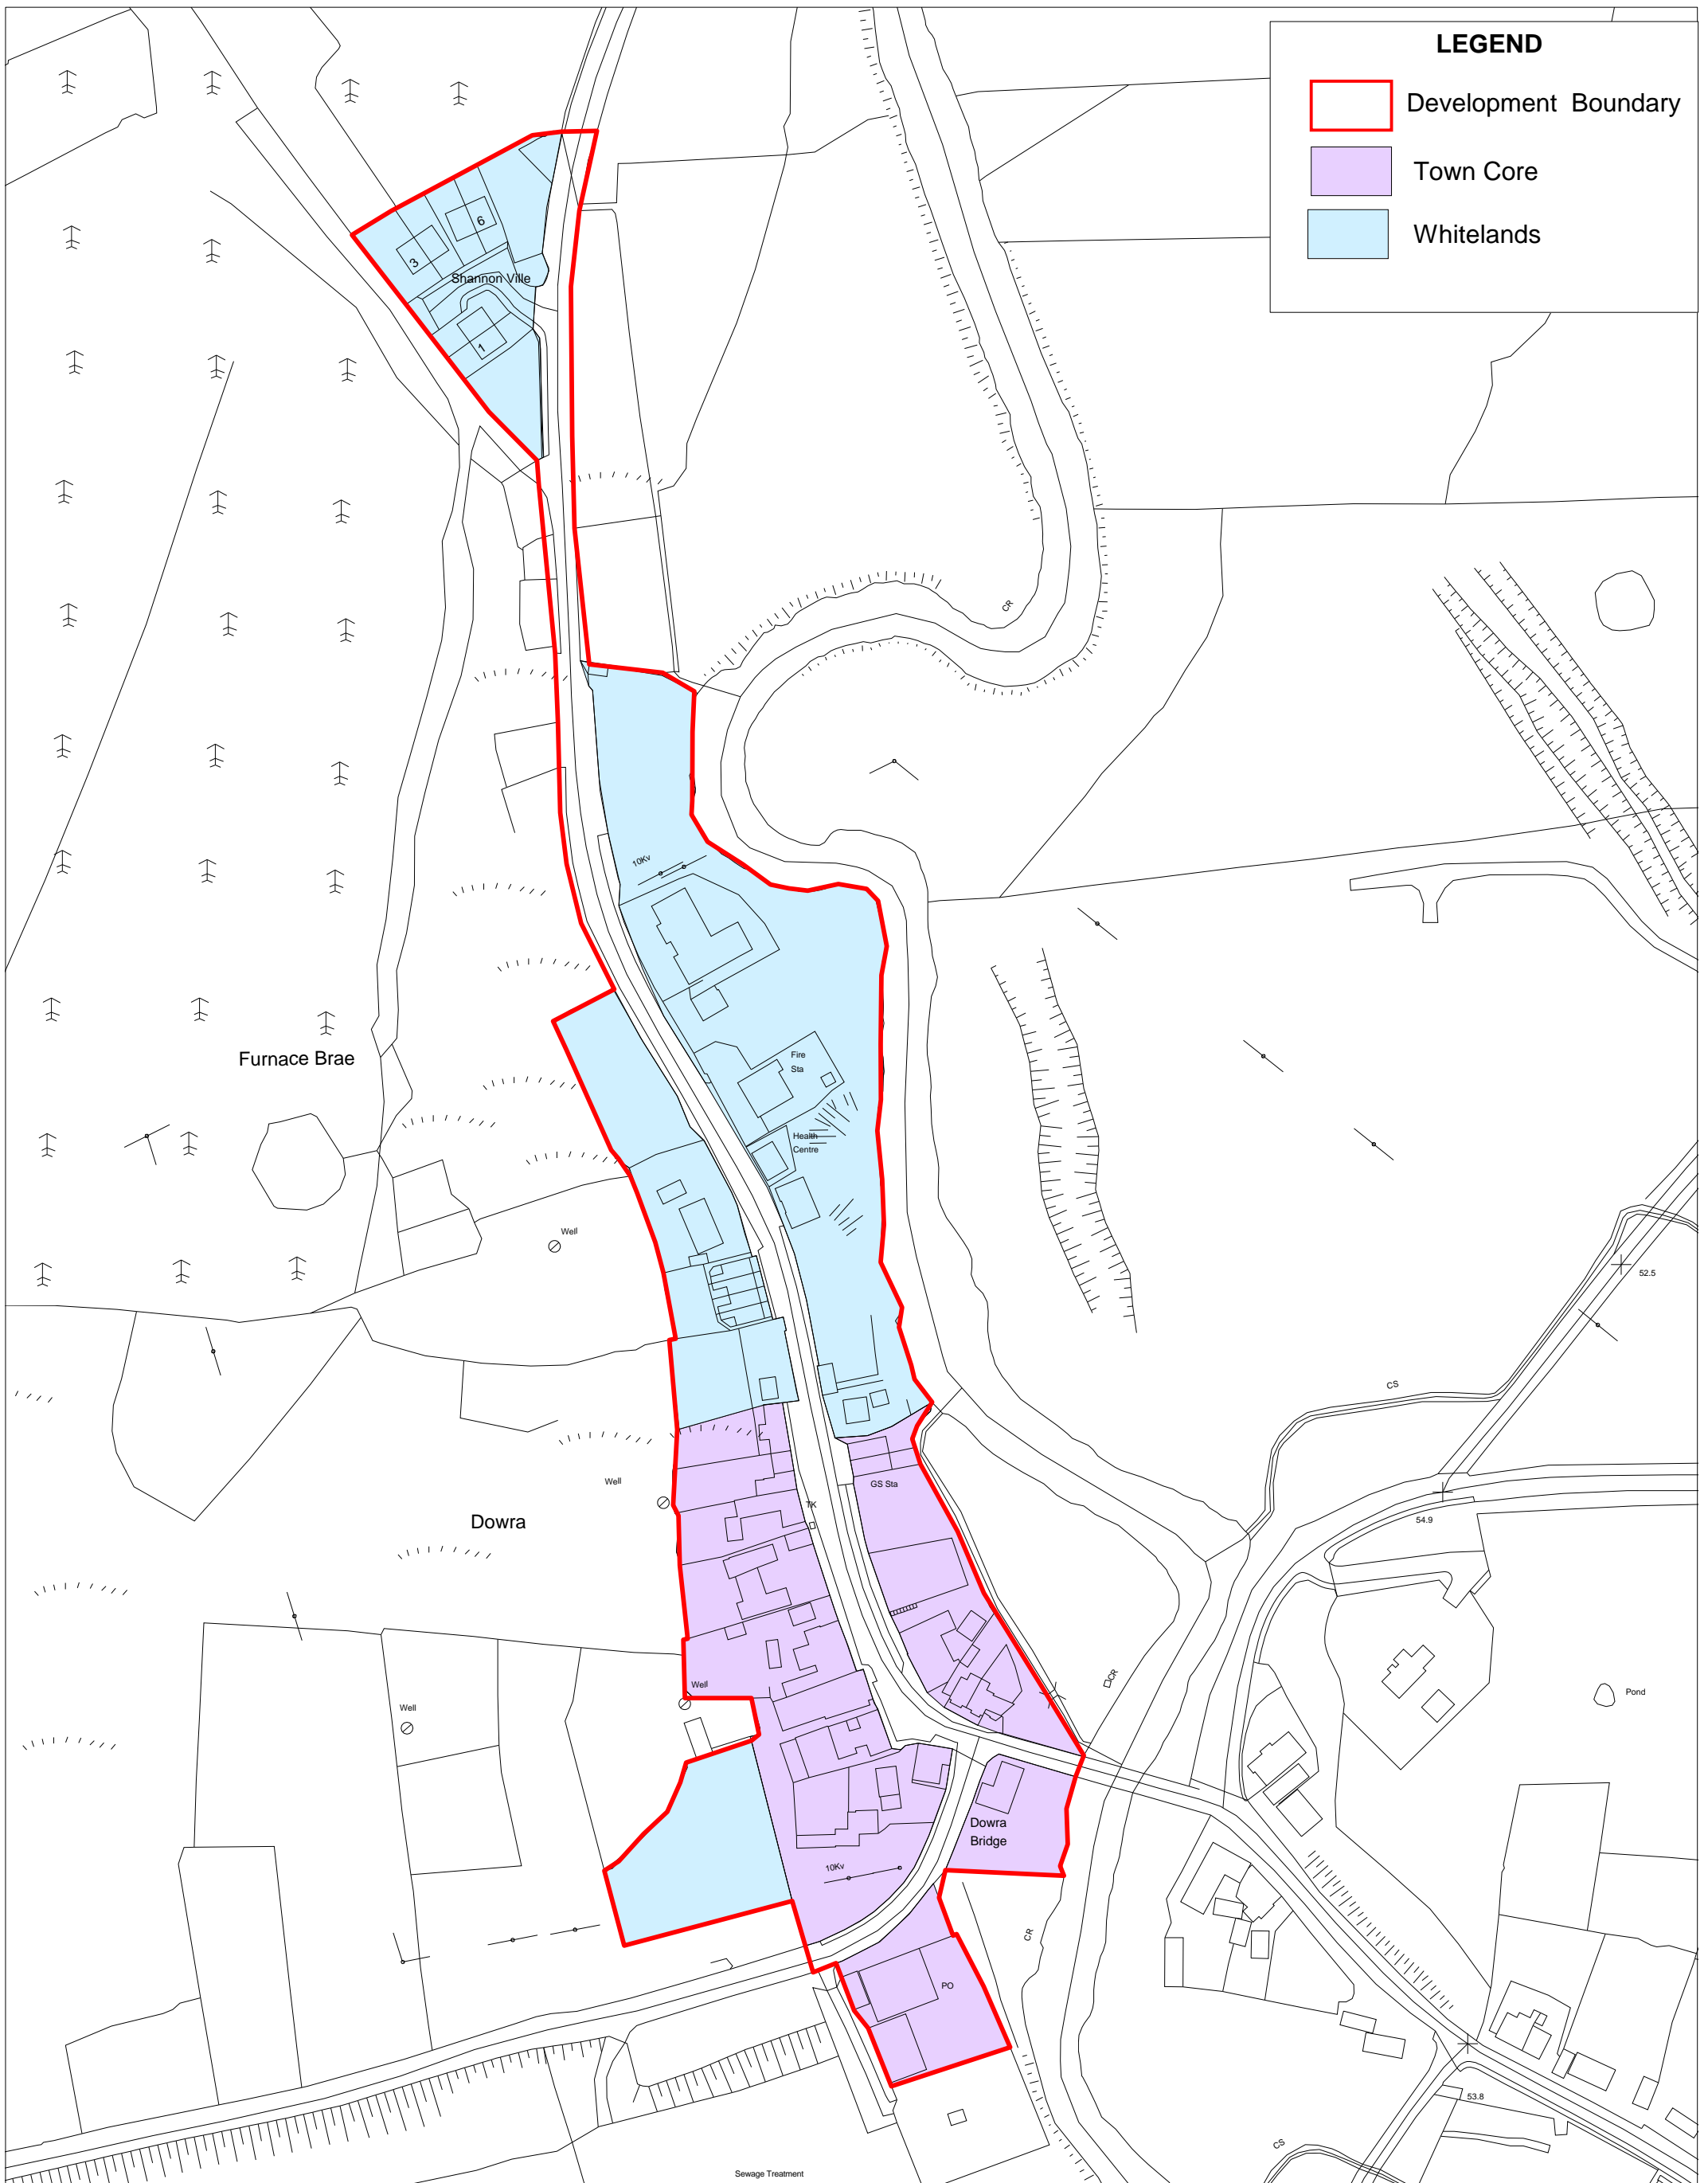 LEGEND
Development Boundary
Town Core
Whitelands
6
3
Shannon Ville
1
CR
10Kv
Fire
Sta
Furnace Brae
Health
Centre
Well
52.5
CS
Well
GS Sta
TK
Dowra
54.9
DCR
Well
Pond
Well
Dowra
Bridge
10Kv
CR
PO
53.8
CS
Sewage Treatment